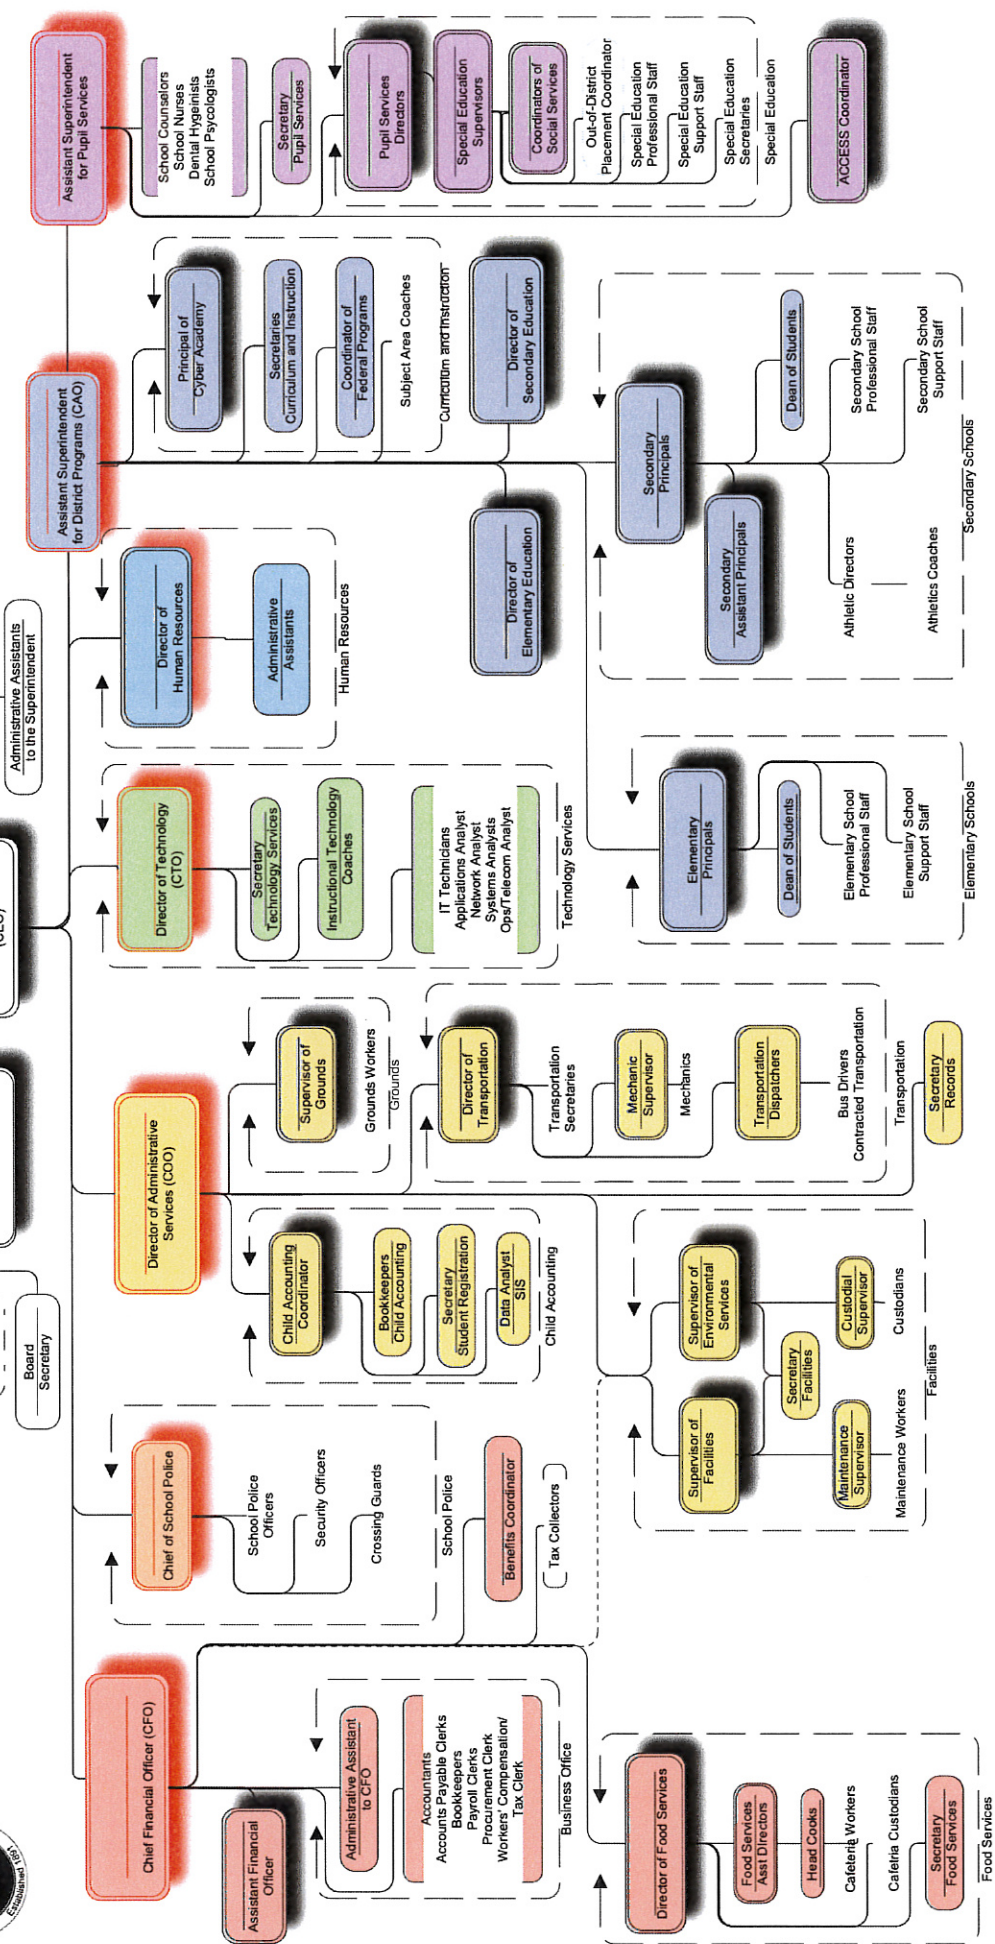 Established 1891
Board
Secretary
(CEO)
Administrative Assistants
to the Superintendent
Chief Financial Officer (CFO)
Assistant Financial
Officer
Administrative Assistant
to CFO
Accountants
Accounts Payable Clerks
Bookkeepers
Payroll Clerks
Procurement Clerk
Workers' Compensation/
Tax Clerk
Business Office
Director of Food Services
Food Services
Asst Directors
Head Cooks
Cafeteria Workers
Cafetria Custodians
Secretary
Food Services
Food Services
Benefits Coordinator
Tax Collectors
Chief of School Police
School Police
Officers
Security Officers
Crossing Guards
School Police
Director of Administrative
Services (COO)
Child Accounting
Coordinator
Bookkeepers
Child Accounting
Secretary
Student Registration
Data Analyst
SIS
Child Accounting
Supervisor of
Grounds
Grounds Workers
Grounds
Director of
Transportation
Transportation
Secretaries
Mechanic
Supervisor
Mechanics
Transportation
Dispatchers
Bus Drivers
Contracted Transportation
Transportation
Secretary
Records
Supervisor of
Facilities
Supervisor of
Environmental
Services
Secretary
Facilities
Maintenance
Supervisor
Custodial
Supervisor
Maintenance Workers
Custodians
Facilities
Director of Technology
(CTO)
Secretary
Technology Services
Instructional Technology
Coaches
IT Technicians
Applications Analyst
Network Analyst
Systems Analysts
Ops/Telecom Analyst
Technology Services
Director of
Human Resources
Administrative
Assistants
Human Resources
Assistant Superintendent
for District Programs (CAO)
Principal of
Cyber Academy
Secretaries
Curriculum and Instruction
Coordinator of
Federal Programs
Subject Area Coaches
Curriculum and Instruction
Director of
Elementary Education
Director of
Secondary Education
Elementary
Principals
Dean of Students
Elementary School
Professional Staff
Elementary School
Support Staff
Elementary Schools
Secondary
Principals
Secondary
Assistant Principals
Dean of Students
Athletic Directors
Secondary School
Professional Staff
Athletics Coaches
Secondary School
Support Staff
Secondary Schools
Assistant Superintendent
for Pupil Services
School Counselors
School Nurses
Dental Hygeinists
School Psycologists
Secretary
Pupil Services
Pupil Services
Directors
Special Education
Supervisors
Coordinators of
Social Services
Out-of-District
Placement Coordinator
Special Education
Professional Staff
Special Education
Support Staff
Special Education
Secretaries
Special Education
ACCESS Coordinator